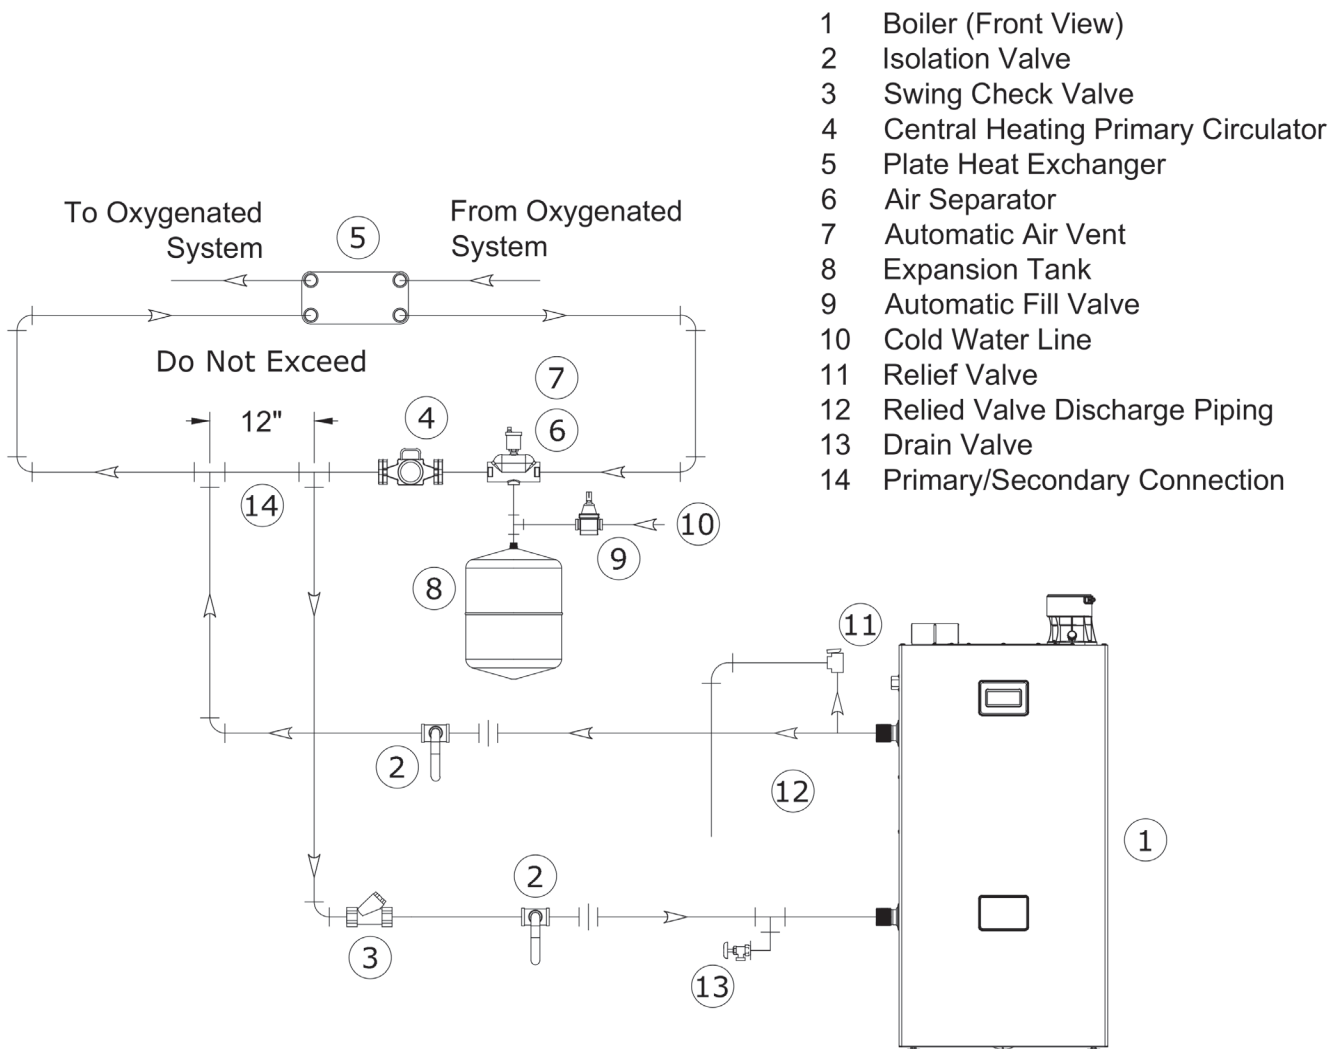 1 Boiler (Front View)
2 Isolation Valve
3 Swing Check Valve
4 Central Heating Primary Circulator
5 Plate Heat Exchanger
6 Air Separator
7 Automatic Air Vent
8 Expansion Tank
9 Automatic Fill Valve
10 Cold Water Line
11 Relief Valve
12 Relied Valve Discharge Piping
13 Drain Valve
14 Primary/Secondary Connection
To Oxygenated
System
5
From Oxygenated
System
Do Not Exceed
12"
7
4
6
14
10
9
8
11
2
12
1
2
3
13